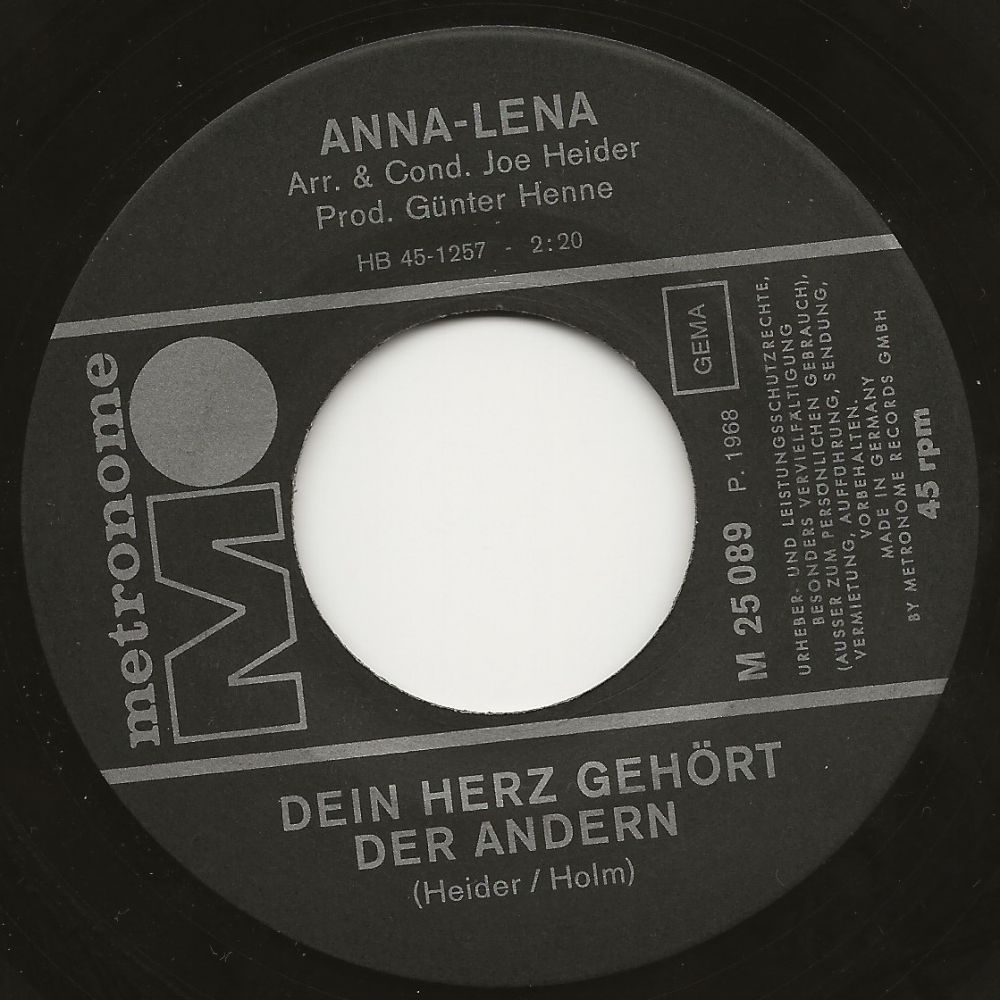 ANNA-LENA
Arr. & Cond. Joe Heider
Prod. Günter Henne
HB 45-1257 - 2:20
metronome
M
GEMA
M 25 089 P. 1968
URHEBER- UND LEISTUNGSSCHUTZRECHTE,
BESONDERS VERVIELFÄLTIGUNG
(AUSSER ZUM PERSÖNLICHEN GEBRAUCH),
VERMIETUNG, AUFFÜHRUNG, SENDUNG,
VORBEHALTEN.
MADE IN GERMANY
BY METRONOME RECORDS GMBH
45 rpm
DEIN HERZ GEHÖRT
DER ANDERN
(Heider / Holm)